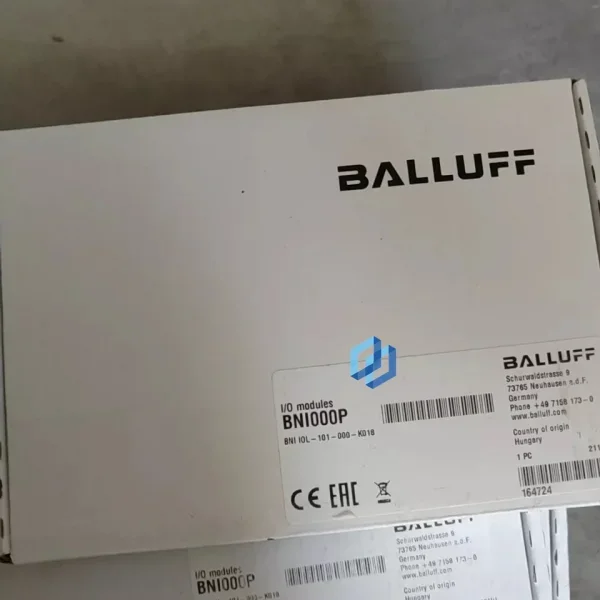 BALLUFF
I/O modules
BNI000P
BNI IOL-101-000-K018
CE EAC
BALLUFF
Schurwaldstrasse 9
73765 Neuhausen a.d.F.
Germany
Phone +49 7158 173-0
www.balluff.com
Country of origin
Hungary
1 PC
211
164724
BALLUFF
I/O modules
BNI000P
Schurwaldstrasse 9
73765 Neuhausen a.d.F.
Germany
Phone +49 7158 173-0
www.balluff.com
Country of origin